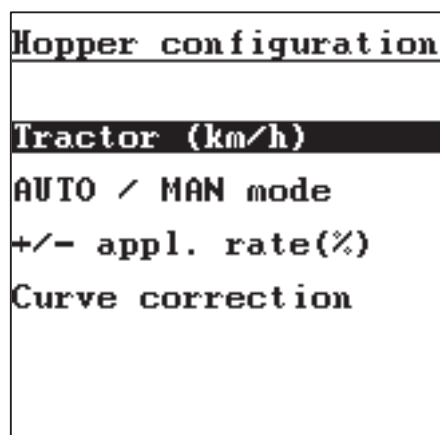 Hopper configuration
Tractor (km/h)
AUTO / MAN mode
+/- appl. rate(%)
Curve correction